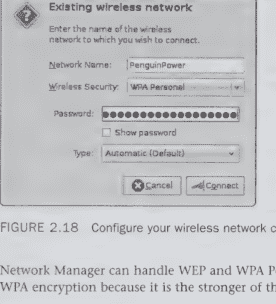 Existing wireless network
Enter the name of the wireless
network to which you wish to connect.
Network Name: PenguinPower
Wireless Security: WPA Personal
Password: ●●●●●●●●●●●●●●●●●●
Show password
Type: Automatic (Default)
Cancel Connect
FIGURE 2.18 Configure your wireless network
Network Manager can handle WEP and WPA
WPA encryption because it is the stronger of